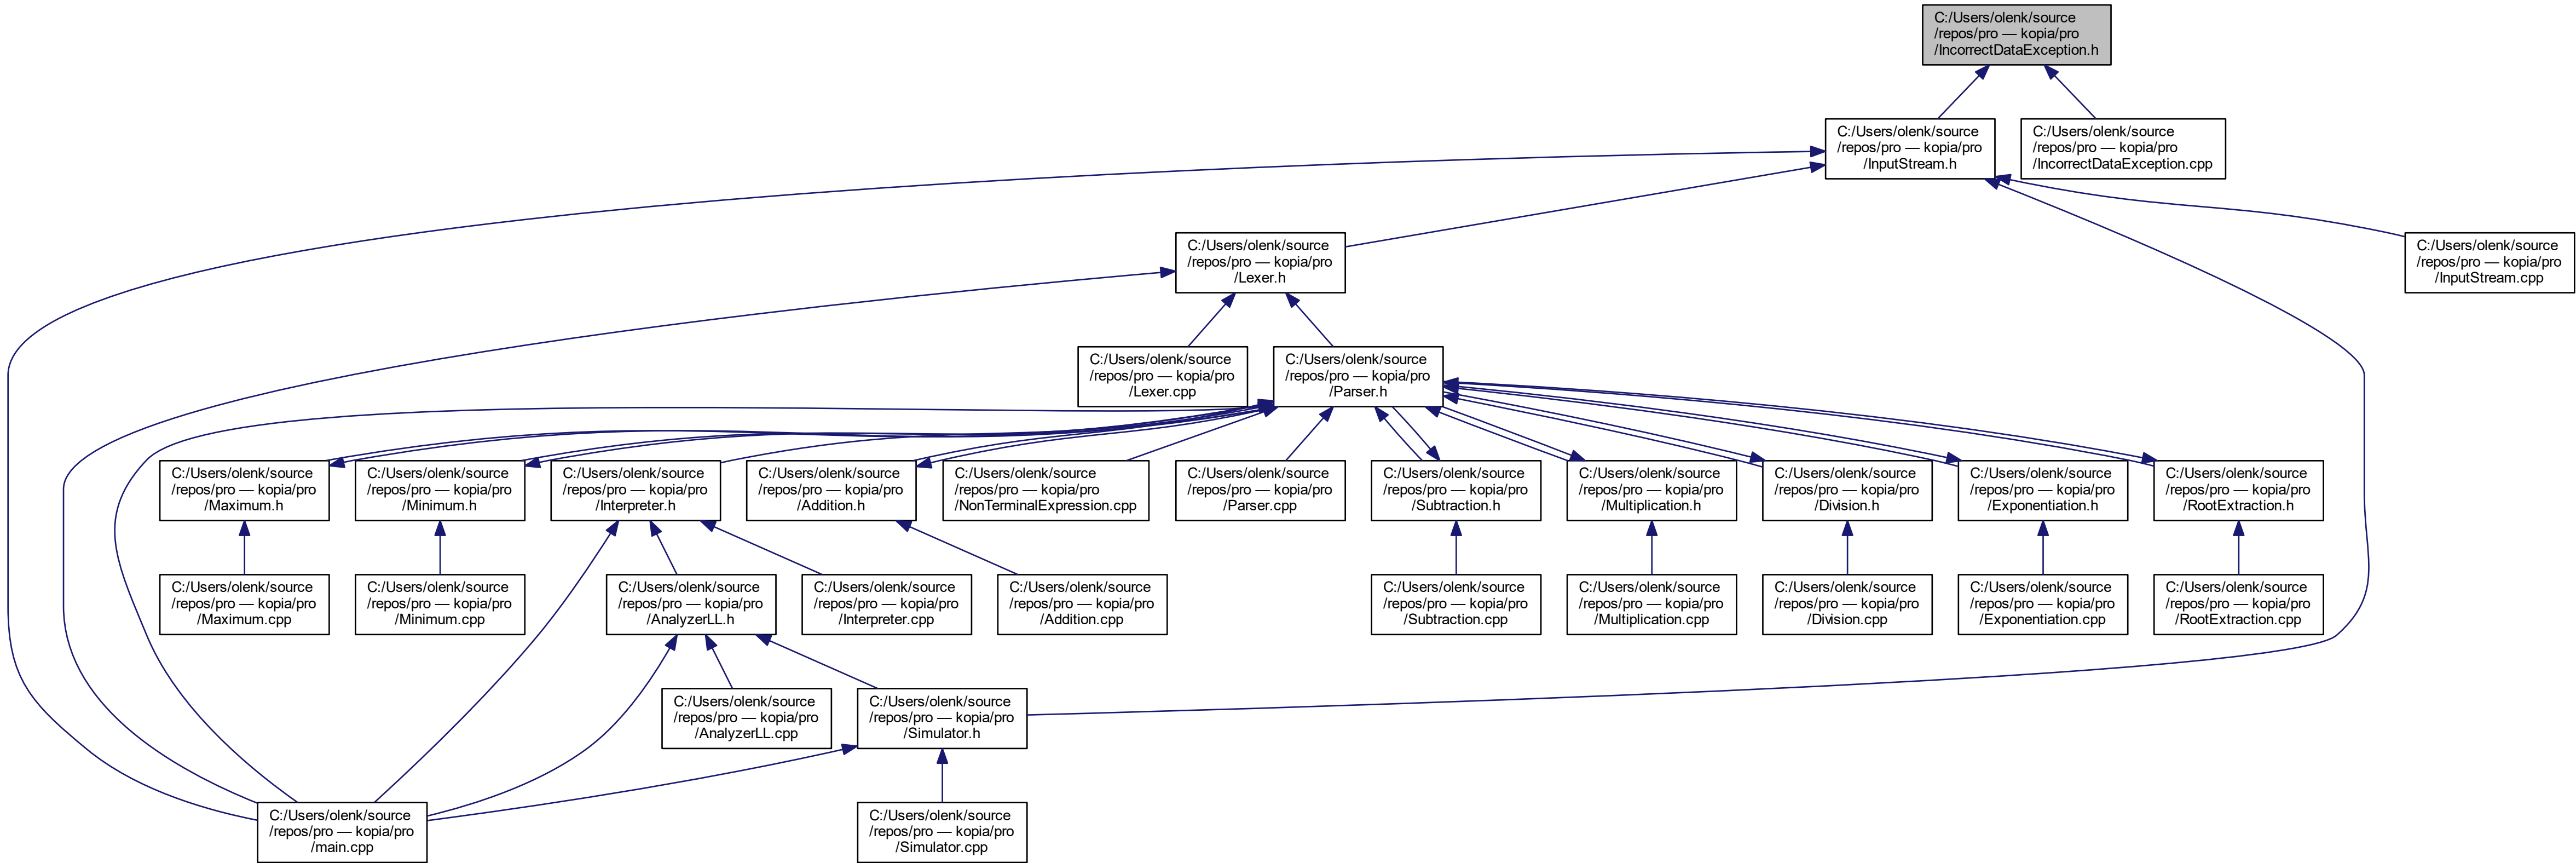 C:/Users/olenk/source
/repos/pro — kopia/pro
/IncorrectDataException.h
C:/Users/olenk/source
/repos/pro — kopia/pro
/InputStream.h
C:/Users/olenk/source
/repos/pro — kopia/pro
/IncorrectDataException.cpp
C:/Users/olenk/source
/repos/pro — kopia/pro
/Lexer.h
C:/Users/olenk/source
/repos/pro — kopia/pro
/InputStream.cpp
C:/Users/olenk/source
/repos/pro — kopia/pro
/Lexer.cpp
C:/Users/olenk/source
/repos/pro — kopia/pro
/Parser.h
C:/Users/olenk/source
/repos/pro — kopia/pro
/Maximum.h
C:/Users/olenk/source
/repos/pro — kopia/pro
/Minimum.h
C:/Users/olenk/source
/repos/pro — kopia/pro
/Interpreter.h
C:/Users/olenk/source
/repos/pro — kopia/pro
/Addition.h
C:/Users/olenk/source
/repos/pro — kopia/pro
/NonTerminalExpression.cpp
C:/Users/olenk/source
/repos/pro — kopia/pro
/Parser.cpp
C:/Users/olenk/source
/repos/pro — kopia/pro
/Subtraction.h
C:/Users/olenk/source
/repos/pro — kopia/pro
/Multiplication.h
C:/Users/olenk/source
/repos/pro — kopia/pro
/Division.h
C:/Users/olenk/source
/repos/pro — kopia/pro
/Exponentiation.h
C:/Users/olenk/source
/repos/pro — kopia/pro
/RootExtraction.h
C:/Users/olenk/source
/repos/pro — kopia/pro
/Maximum.cpp
C:/Users/olenk/source
/repos/pro — kopia/pro
/Minimum.cpp
C:/Users/olenk/source
/repos/pro — kopia/pro
/AnalyzerLL.h
C:/Users/olenk/source
/repos/pro — kopia/pro
/Interpreter.cpp
C:/Users/olenk/source
/repos/pro — kopia/pro
/Addition.cpp
C:/Users/olenk/source
/repos/pro — kopia/pro
/Subtraction.cpp
C:/Users/olenk/source
/repos/pro — kopia/pro
/Multiplication.cpp
C:/Users/olenk/source
/repos/pro — kopia/pro
/Division.cpp
C:/Users/olenk/source
/repos/pro — kopia/pro
/Exponentiation.cpp
C:/Users/olenk/source
/repos/pro — kopia/pro
/RootExtraction.cpp
C:/Users/olenk/source
/repos/pro — kopia/pro
/AnalyzerLL.cpp
C:/Users/olenk/source
/repos/pro — kopia/pro
/Simulator.h
C:/Users/olenk/source
/repos/pro — kopia/pro
/main.cpp
C:/Users/olenk/source
/repos/pro — kopia/pro
/Simulator.cpp